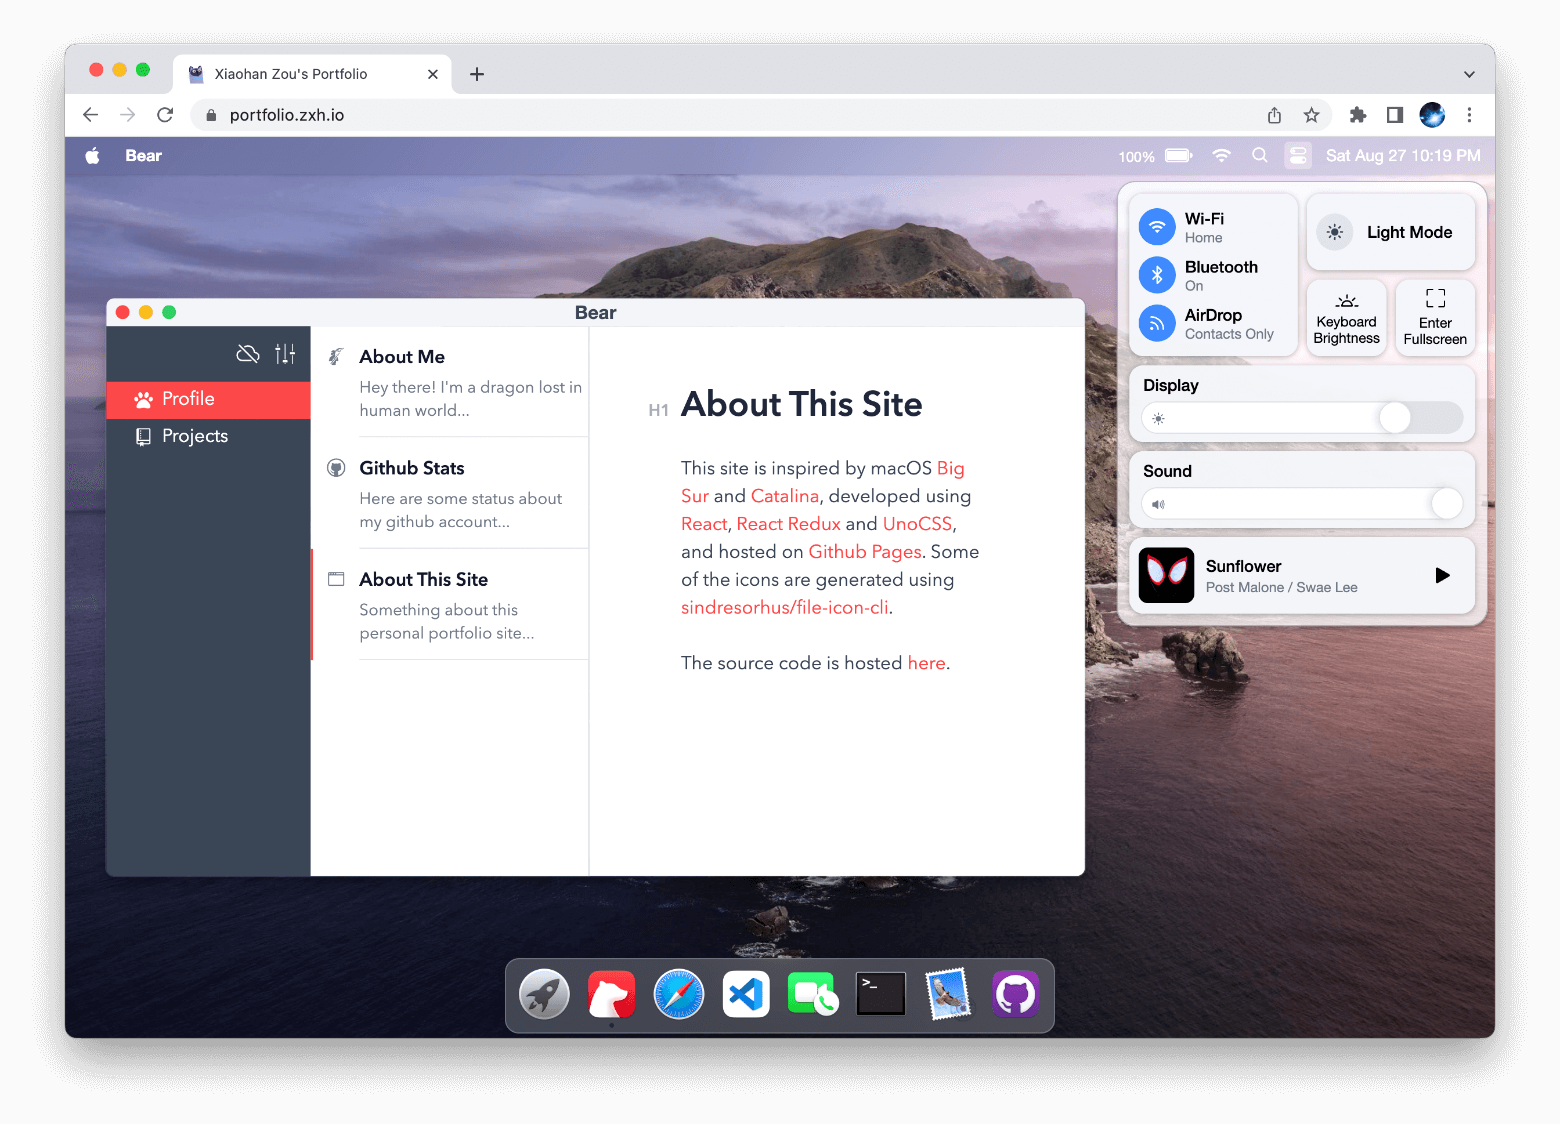 Xiaohan Zou's Portfolio
portfolio.zxh.io
Bear
100%
Sat Aug 27 10:19 PM
Wi-Fi
Home
Bluetooth
On
AirDrop
Contacts Only
Light Mode
Keyboard
Brightness
Enter
Fullscreen
Display
Sound
Sunflower
Post Malone / Swae Lee
Bear
Profile
Projects
About Me
Hey there! I'm a dragon lost in
human world...
Github Stats
Here are some status about
my github account...
About This Site
Something about this
personal portfolio site...
H1 About This Site
This site is inspired by macOS Big
Sur and Catalina, developed using
React, React Redux and UnoCSS,
and hosted on Github Pages. Some
of the icons are generated using
sindresorhus/file-icon-cli.
The source code is hosted here.
>_